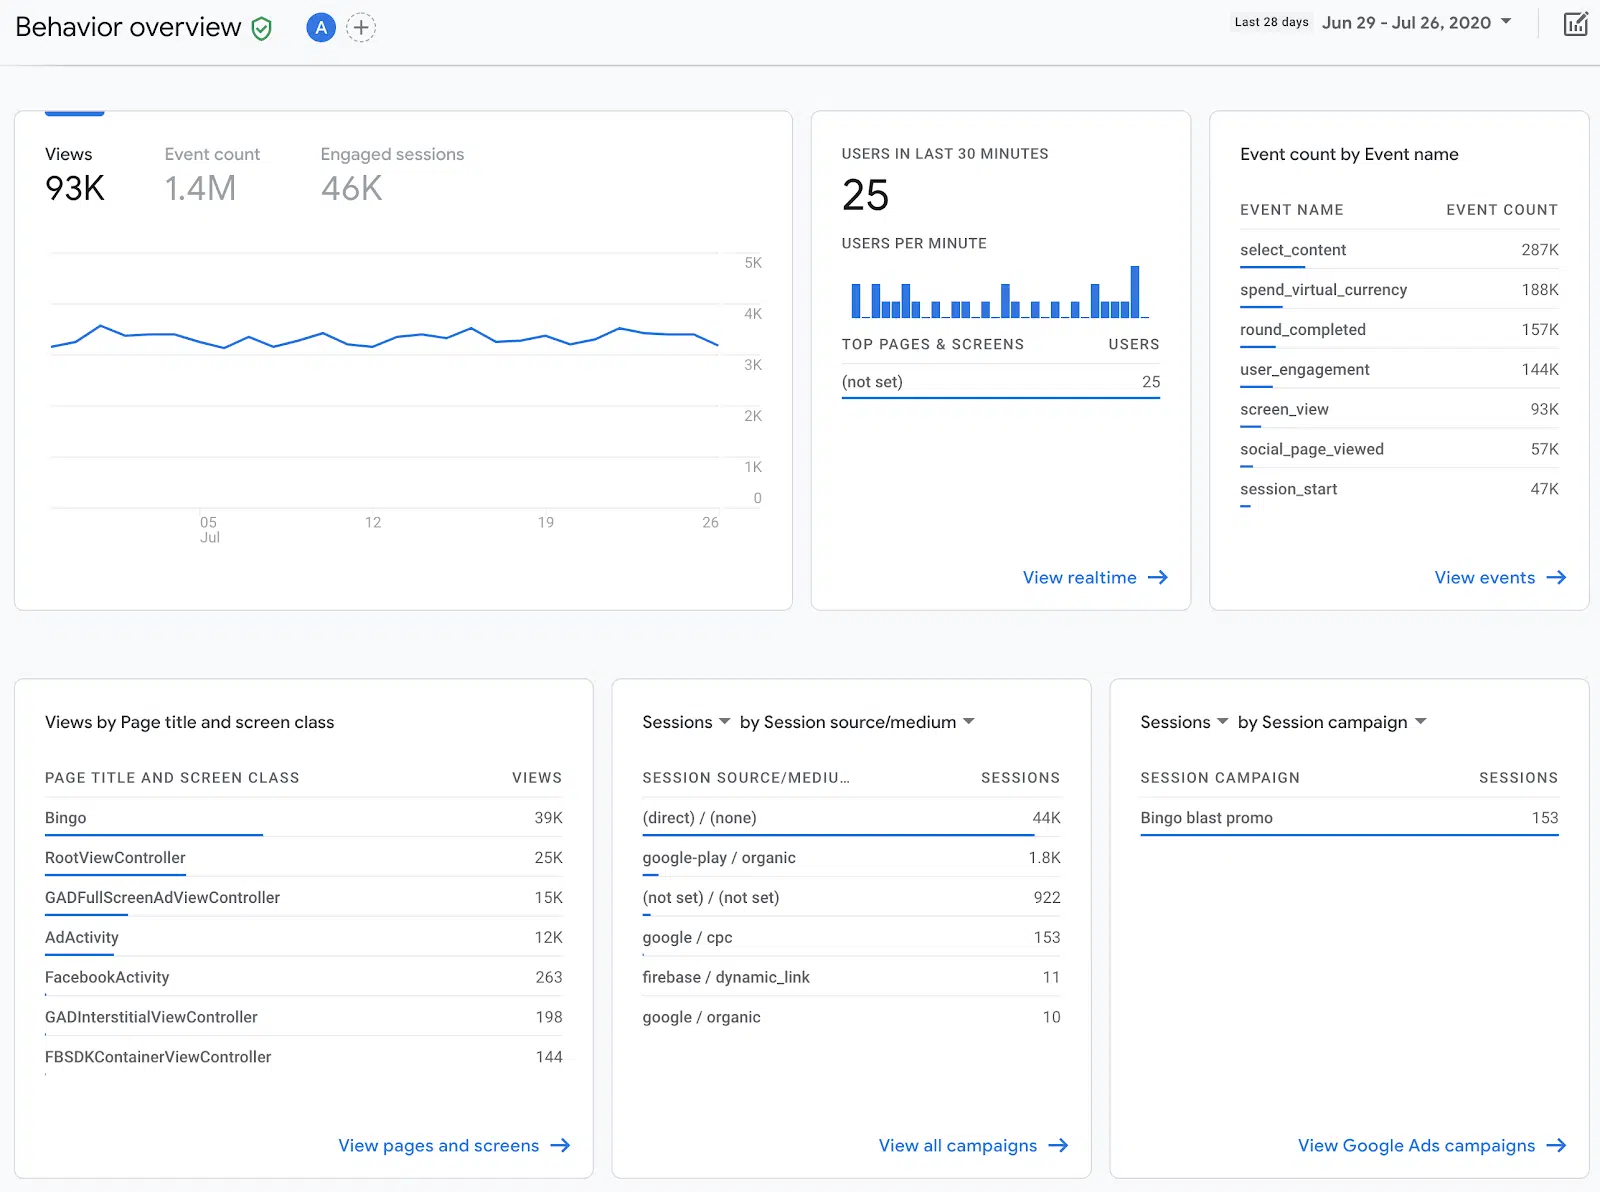 Behavior overview
A
Last 28 days Jun 29 - Jul 26, 2020
Views Event count Engaged sessions
93K 1.4M 46K
5K
4K
3K
2K
1K
0
05 12 19 26
Jul
USERS IN LAST 30 MINUTES
25
USERS PER MINUTE
TOP PAGES & SCREENS USERS
(not set) 25
View realtime
Event count by Event name
EVENT NAME EVENT COUNT
select_content 287K
spend_virtual_currency 188K
round_completed 157K
user_engagement 144K
screen_view 93K
social_page_viewed 57K
session_start 47K
View events
Views by Page title and screen class
PAGE TITLE AND SCREEN CLASS VIEWS
Bingo 39K
RootViewController 25K
GADFullScreenAdViewController 15K
AdActivity 12K
FacebookActivity 263
GADInterstitialViewController 198
FBSDKContainerViewController 144
View pages and screens
Sessions by Session source/medium
SESSION SOURCE/MEDIU... SESSIONS
(direct) / (none) 44K
google-play / organic 1.8K
(not set) / (not set) 922
google / cpc 153
firebase / dynamic_link 11
google / organic 10
View all campaigns
Sessions by Session campaign
SESSION CAMPAIGN SESSIONS
Bingo blast promo 153
View Google Ads campaigns